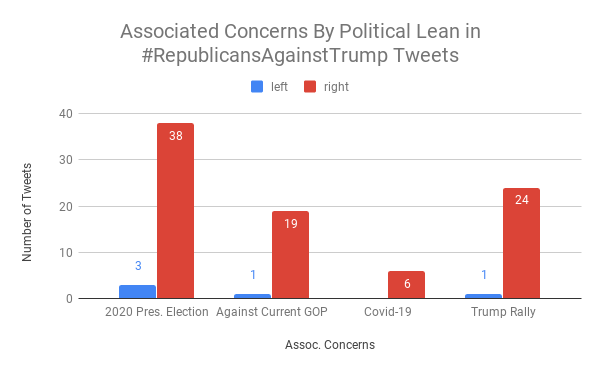 Associated Concerns By Political Lean in
#RepublicansAgainstTrump Tweets
left right
40
30
20
10
0
Number of Tweets
3 38
1 19
6
1 24
2020 Pres. Election Against Current GOP Covid-19 Trump Rally
Assoc. Concerns